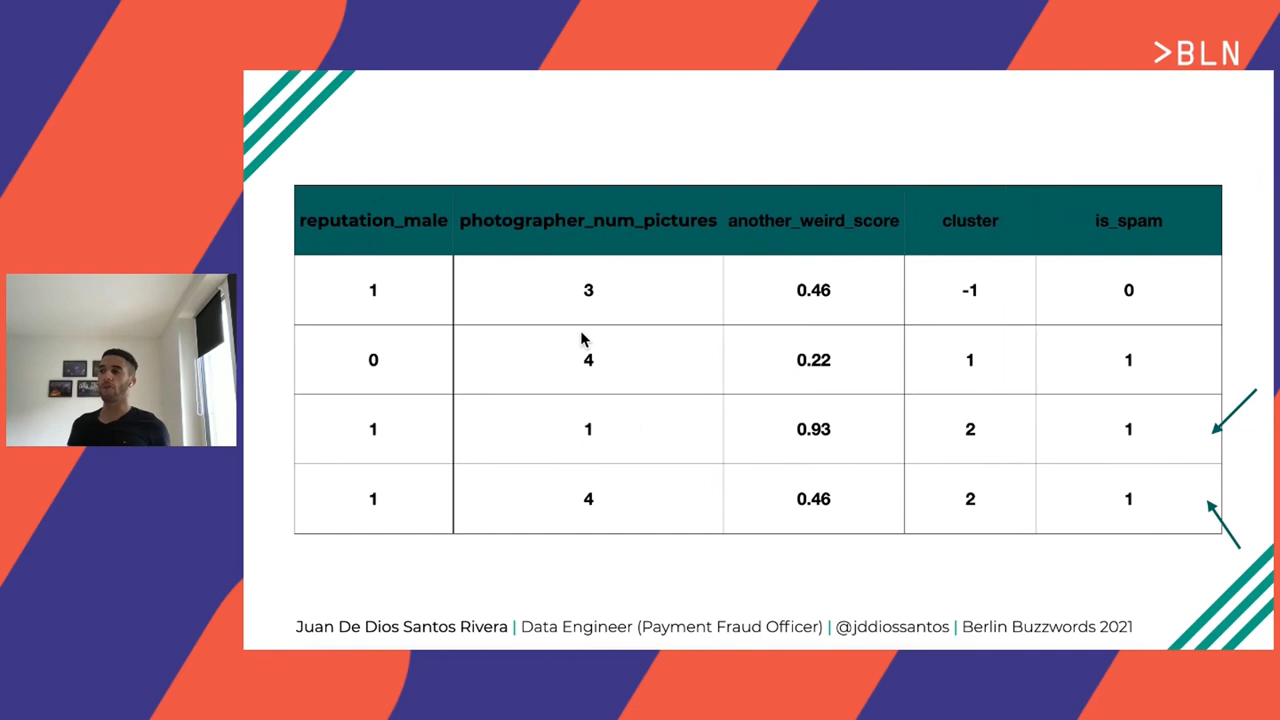 >BLN
reputation_male photographer_num_pictures another_weird_score cluster is_spam
1 3 0.46 -1 0
0 4 0.22 1 1
1 1 0.93 2 1
1 4 0.46 2 1
Juan De Dios Santos Rivera | Data Engineer (Payment Fraud Officer) | @jddiossantos | Berlin Buzzwords 2021